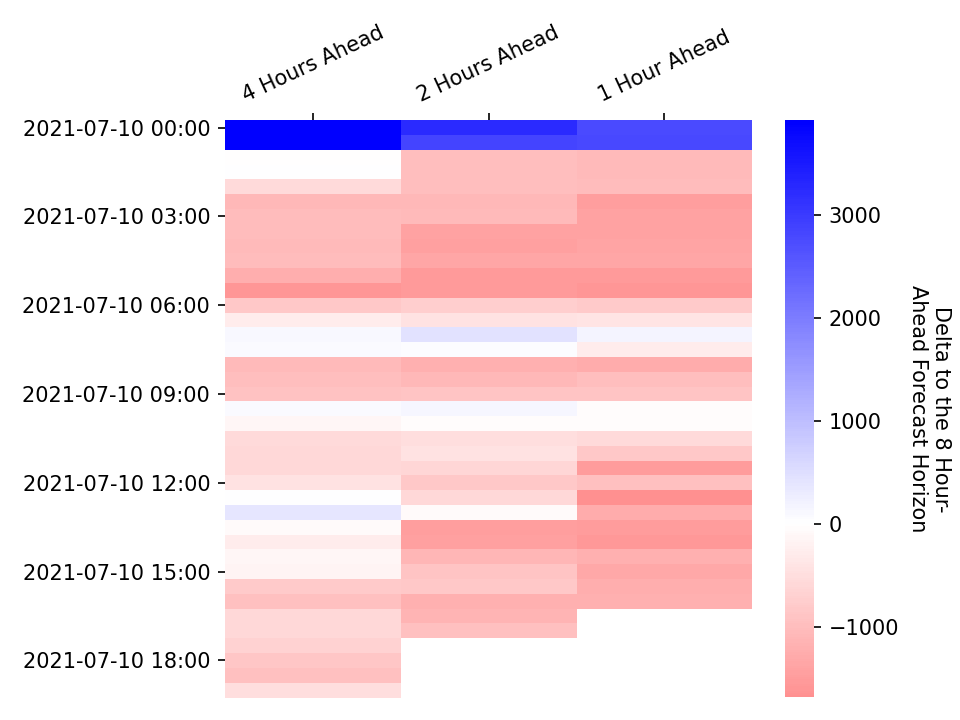 4 Hours Ahead
2 Hours Ahead
1 Hour Ahead
2021-07-10 00:00
2021-07-10 03:00
2021-07-10 06:00
2021-07-10 09:00
2021-07-10 12:00
2021-07-10 15:00
2021-07-10 18:00
3000
2000
1000
0
−1000
Delta to the 8 Hour-
Ahead Forecast Horizon